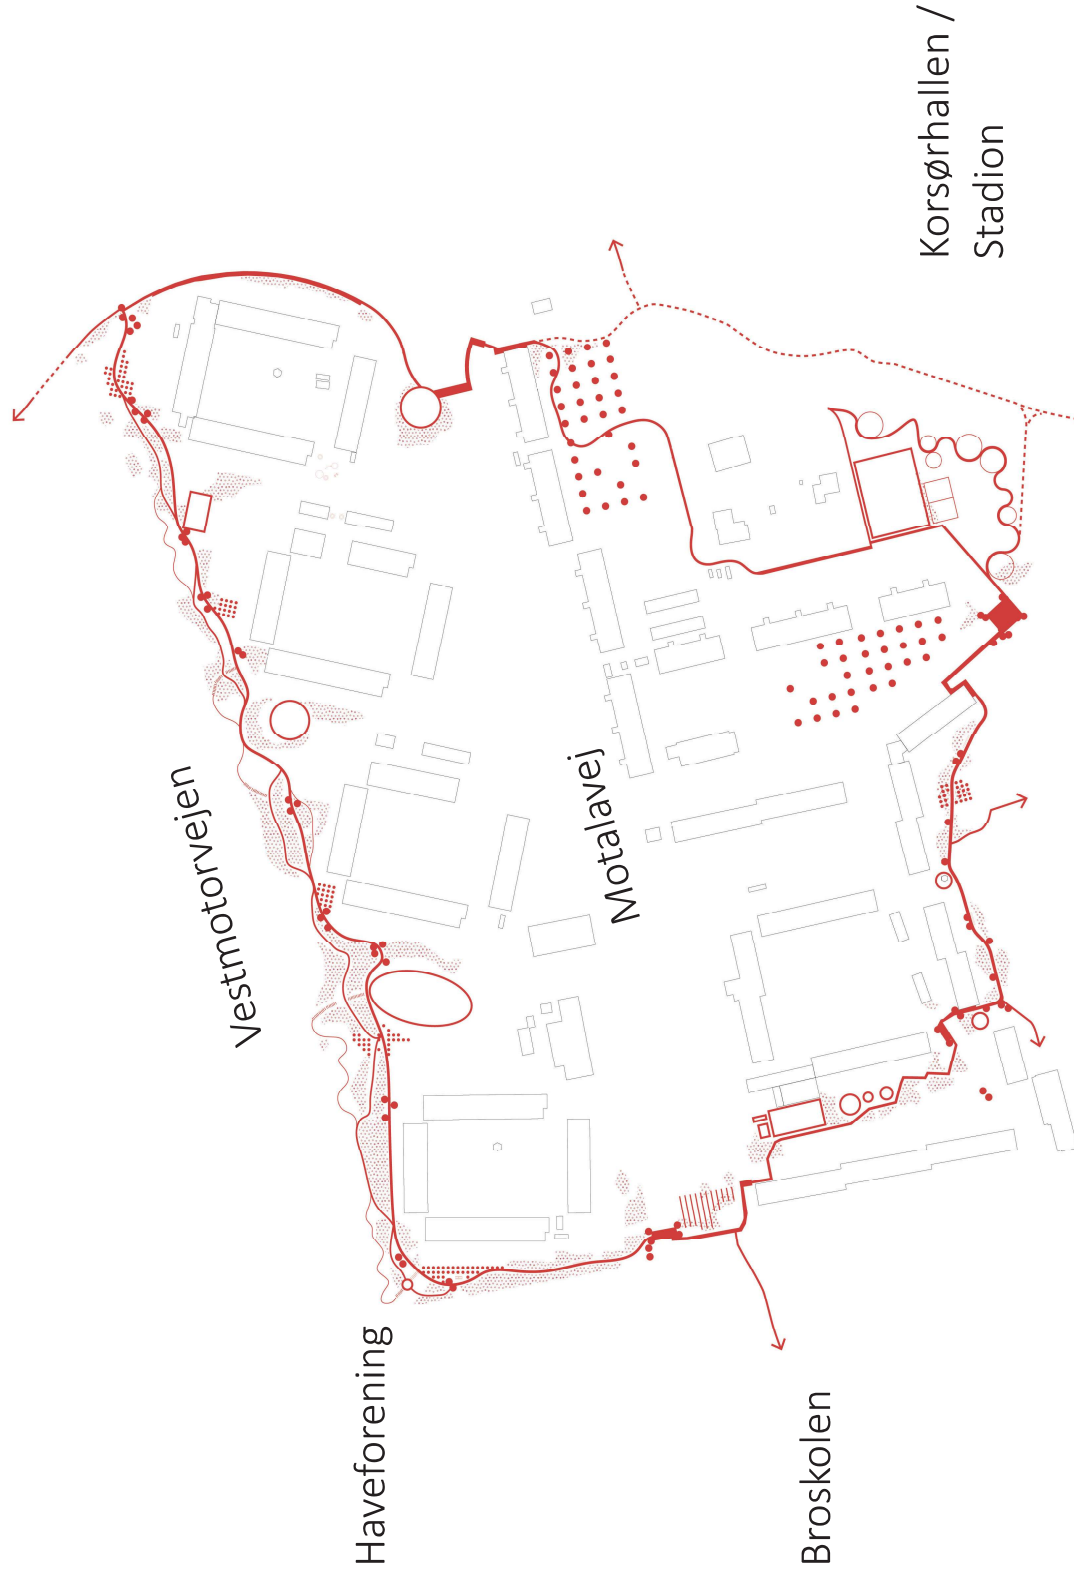 Vestmotorvejen
Haveforening
Motalavej
Broskolen
Korsørhallen /
Stadion